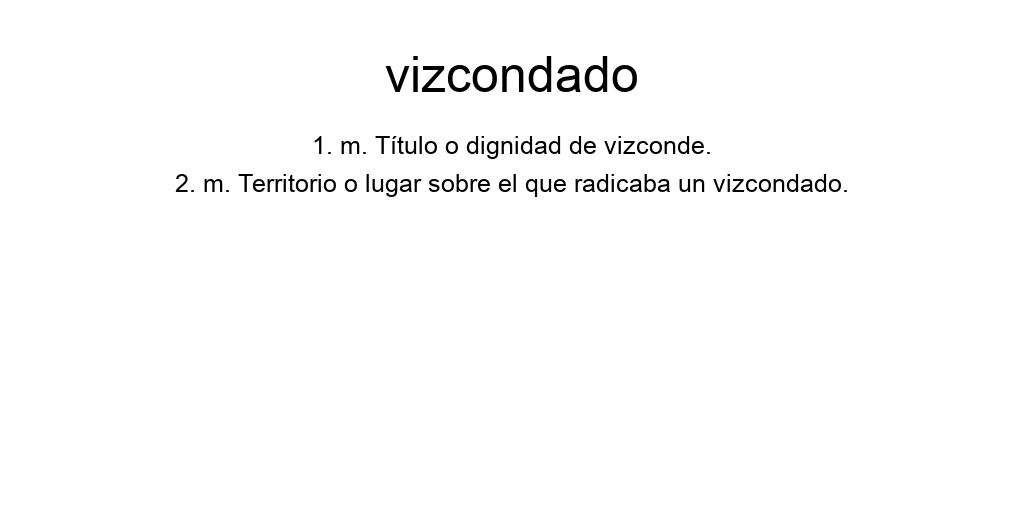 vizcondado
1. m. Título o dignidad de vizconde.
2. m. Territorio o lugar sobre el que radicaba un vizcondado.